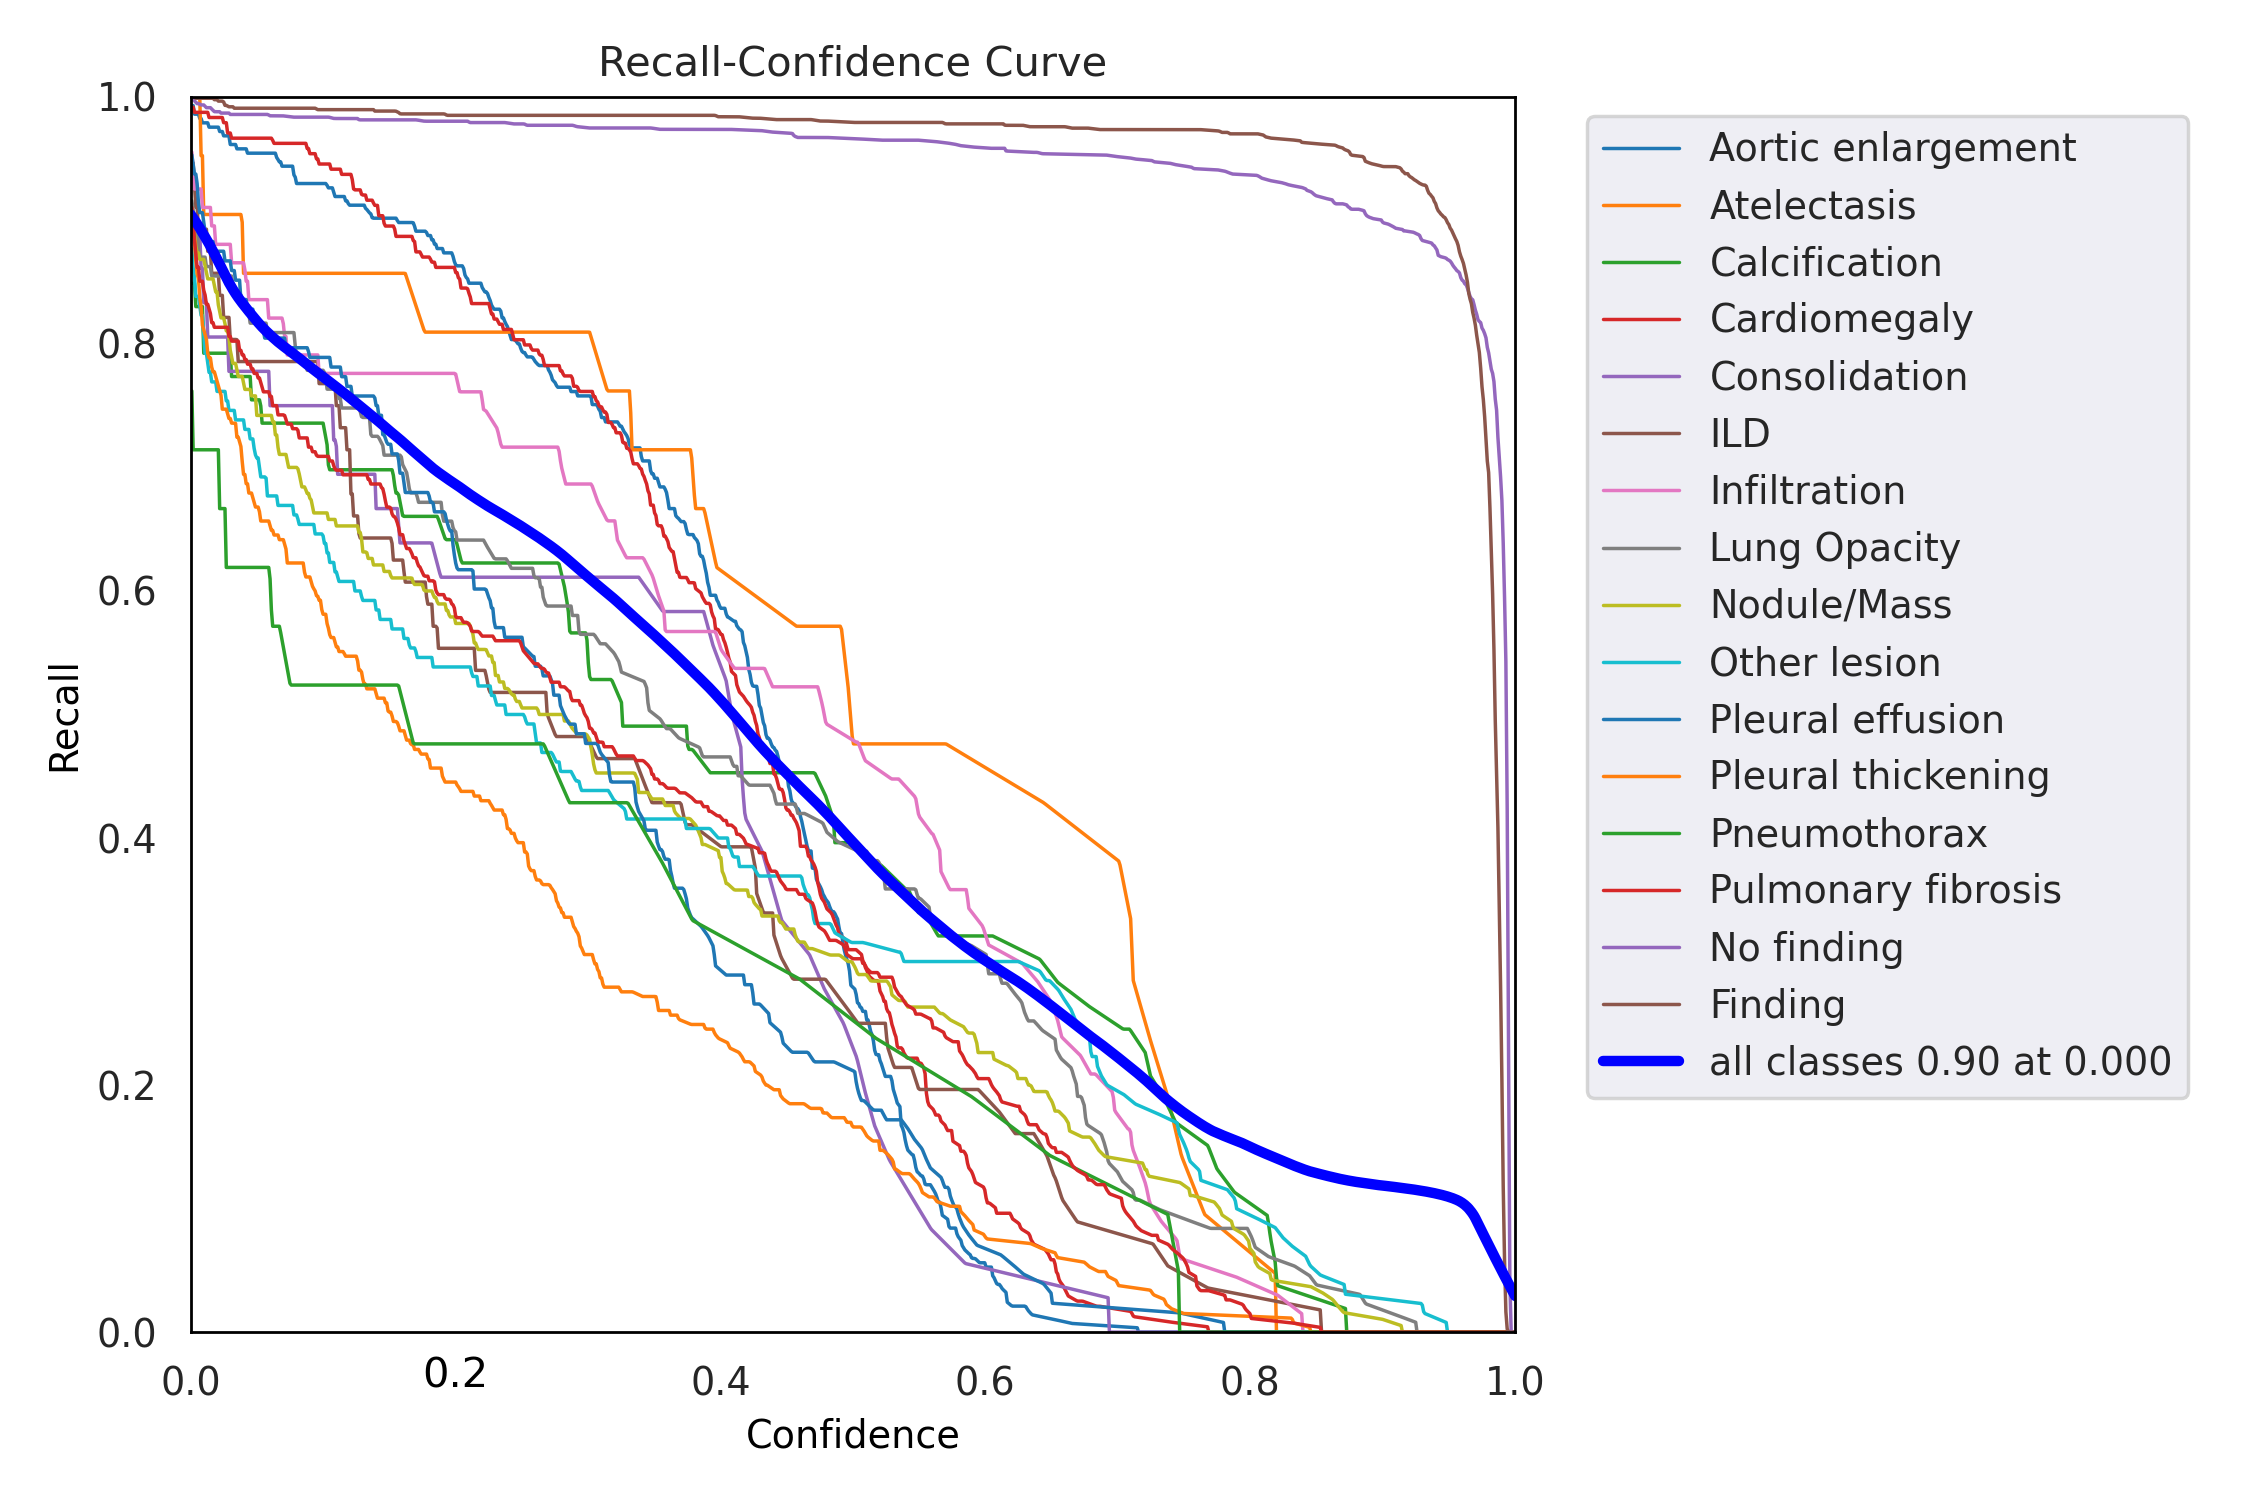 Recall-Confidence Curve
1.0
0.8
0.6
0.4
0.2
0.0
Recall
0.0 0.2 0.4 0.6 0.8 1.0
Confidence
Aortic enlargement
Atelectasis
Calcification
Cardiomegaly
Consolidation
ILD
Infiltration
Lung Opacity
Nodule/Mass
Other lesion
Pleural effusion
Pleural thickening
Pneumothorax
Pulmonary fibrosis
No finding
Finding
all classes 0.90 at 0.000